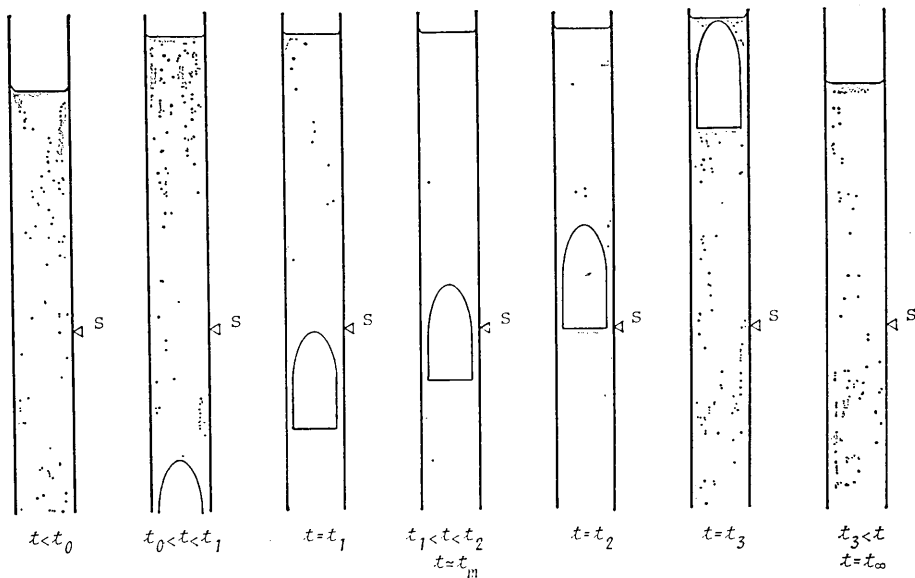 S
S
S
S
S
S
S
t<t₀
t₀<t<t₁
t=t₁
t₁<t<t₂
t≃tₘ
t=t₂
t=t₃
t₃<t
t=t∞